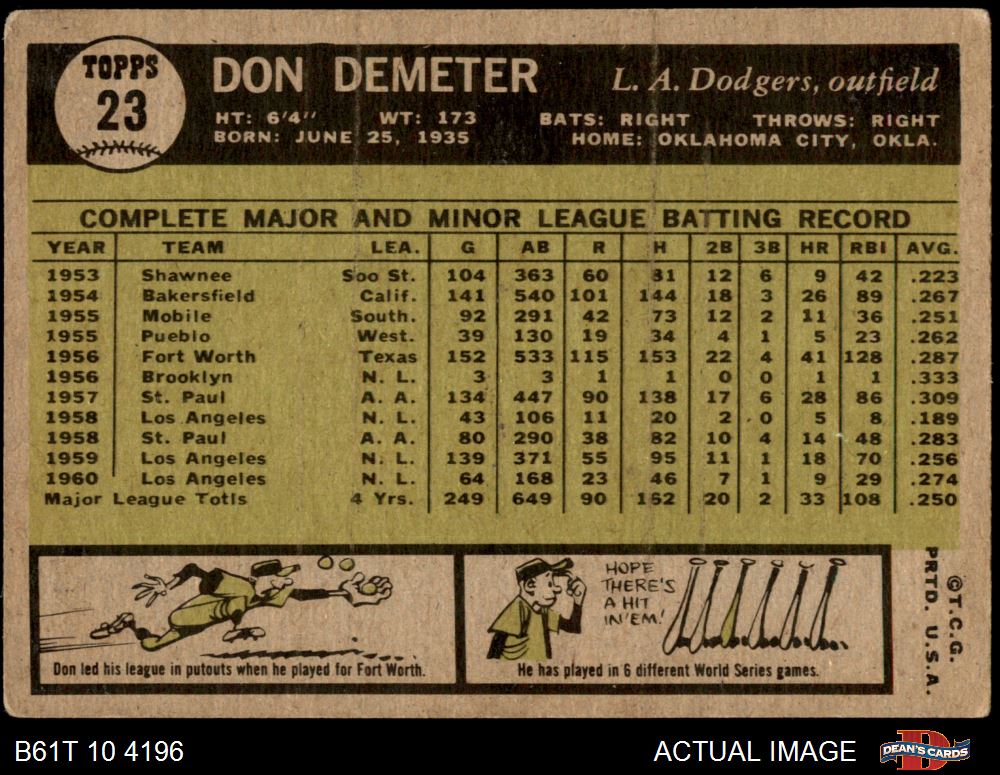 TOPPS
23
DON DEMETER
L. A. Dodgers, outfield
HT: 6'4" WT: 173 BATS: RIGHT THROWS: RIGHT
BORN: JUNE 25, 1935 HOME: OKLAHOMA CITY, OKLA.
COMPLETE MAJOR AND MINOR LEAGUE BATTING RECORD
YEAR TEAM LEA. G AB R H 2B 3B HR RBI AVG.
1953 Shawnee Soo St. 104 363 60 81 12 6 9 42 .223
1954 Bakersfield Calif. 141 540 101 144 18 3 26 89 .267
1955 Mobile South. 92 291 42 73 12 2 11 36 .251
1955 Pueblo West. 39 130 19 34 4 1 5 23 .262
1956 Fort Worth Texas 152 533 115 153 22 4 41 128 .287
1956 Brooklyn N. L. 3 3 1 1 0 0 1 1 .333
1957 St. Paul A. A. 134 447 90 138 17 6 28 86 .309
1958 Los Angeles N. L. 43 106 11 20 2 0 5 8 .189
1958 St. Paul A. A. 80 290 38 82 10 4 14 48 .283
1959 Los Angeles N. L. 139 371 55 95 11 1 18 70 .256
1960 Los Angeles N. L. 64 168 23 46 7 1 9 29 .274
Major League Totls 4 Yrs. 249 649 90 162 20 2 33 108 .250
HOPE
THERE'S
A HIT
IN 'EM!
Don led his league in putouts when he played for Fort Worth.
He has played in 6 different World Series games.
©T.C.G.
PRTD. U.S.A.
B61T 10 4196
ACTUAL IMAGE
DEAN'S CARDS